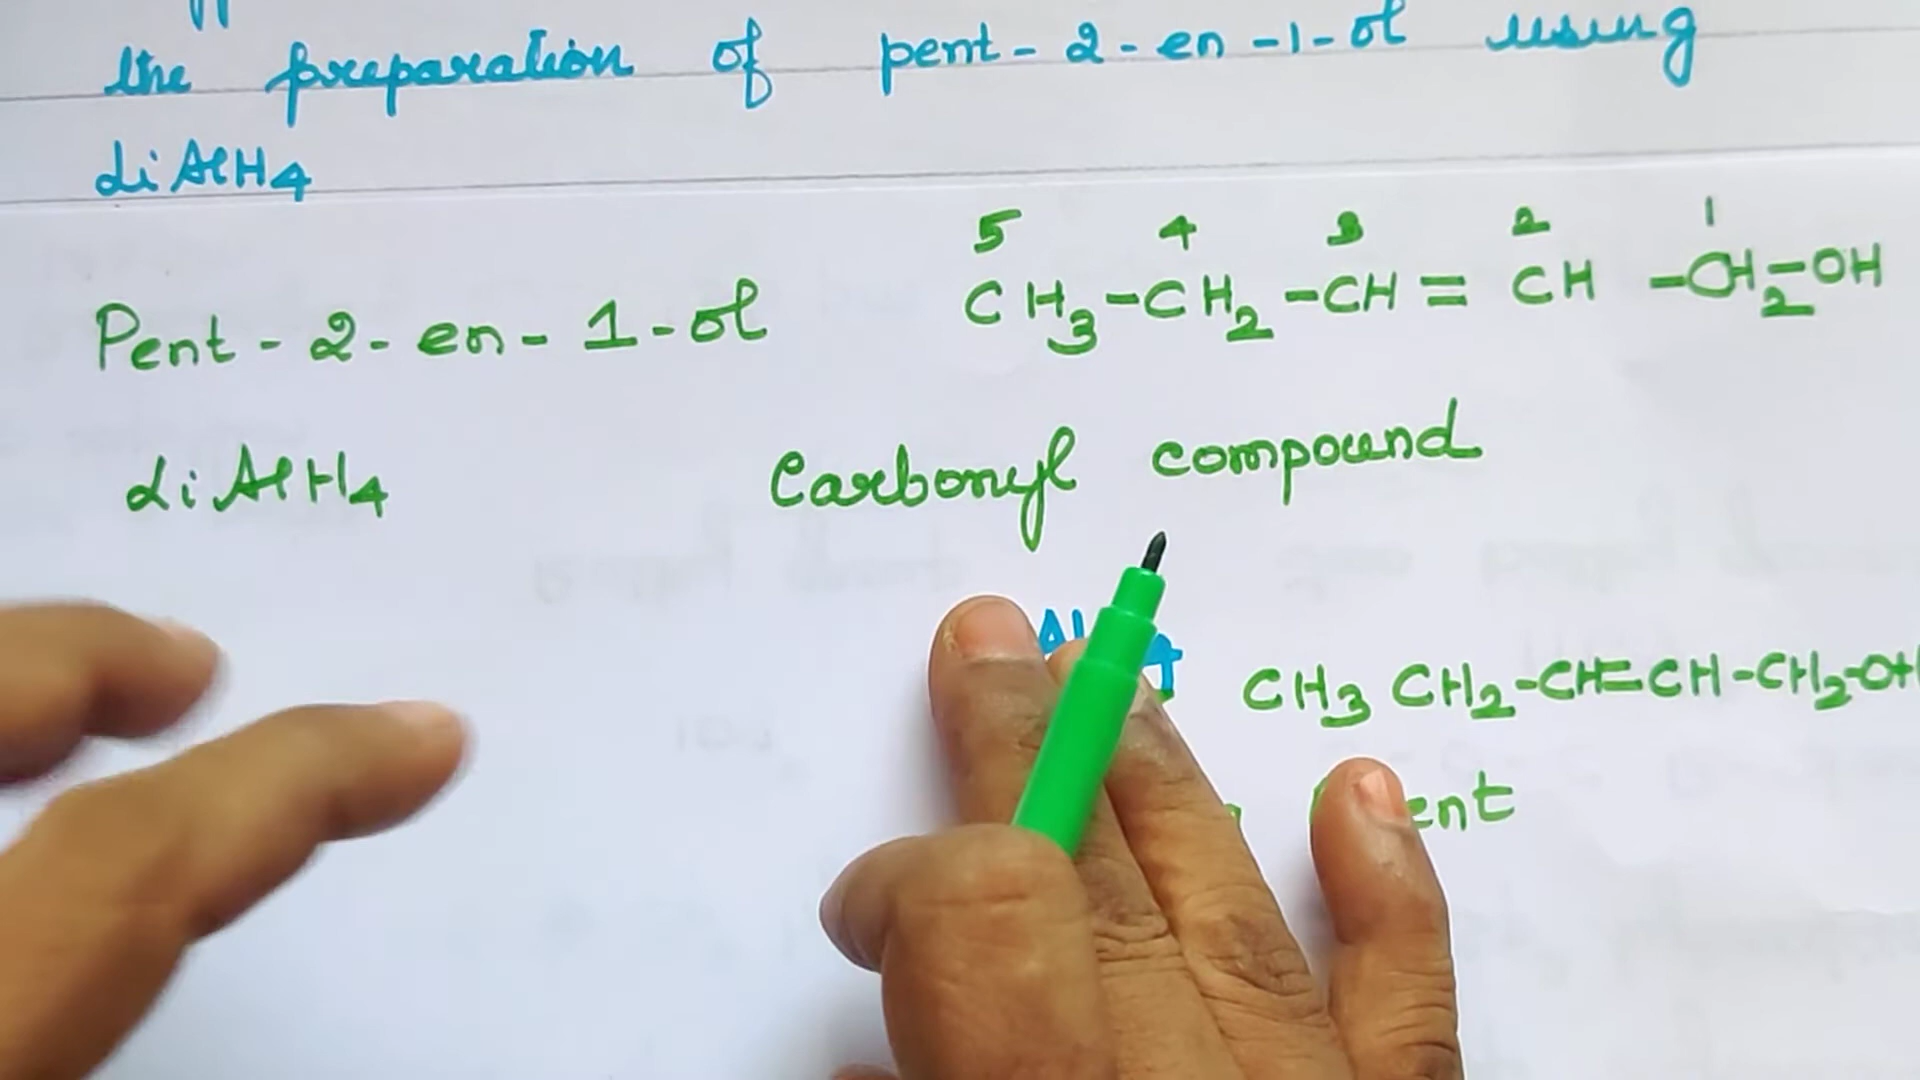 the preparation of pent-2-en-1-ol using
LiAlH4
5 4 3 2 1
Pent-2-en-1-ol CH3-CH2-CH=CH-CH2-OH
LiAlH4 Carbonyl compound
CH3 CH2-CH=CH-CH2-OH